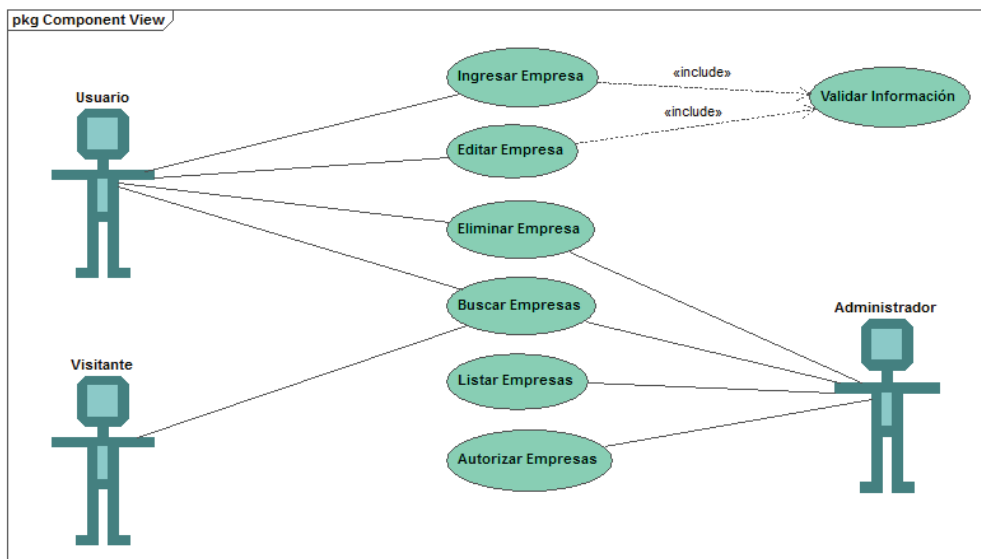 pkg Component View
Usuario
Ingresar Empresa
«include»
Validar Información
«include»
Editar Empresa
Eliminar Empresa
Buscar Empresas
Administrador
Visitante
Listar Empresas
Autorizar Empresas